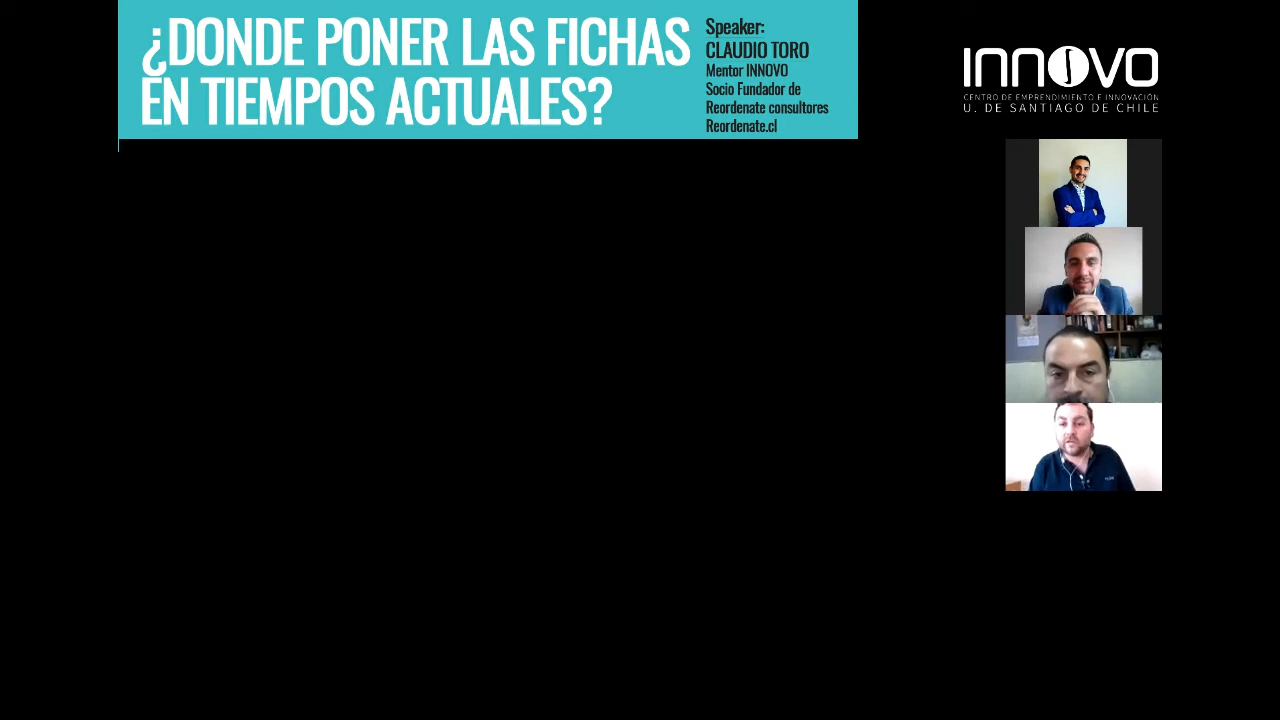 ¿DONDE PONER LAS FICHAS
EN TIEMPOS ACTUALES?
Speaker:
CLAUDIO TORO
Mentor INNOVO
Socio Fundador de
Reordenate consultores
Reordenate.cl
INNOVO
CENTRO DE EMPRENDIMIENTO E INNOVACIÓN
U. DE SANTIAGO DE CHILE